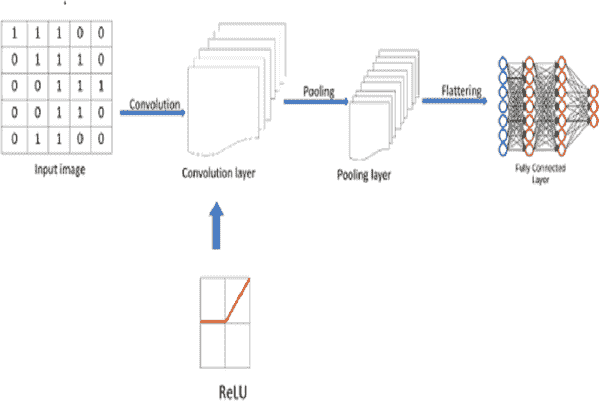 1 1 1 0 0
0 1 1 1 0
0 0 1 1 1
0 0 1 1 0
0 1 1 0 0
Input image
Convolution
Convolution layer
Pooling
Pooling layer
Flattering
Fully Connected
Layer
ReLU